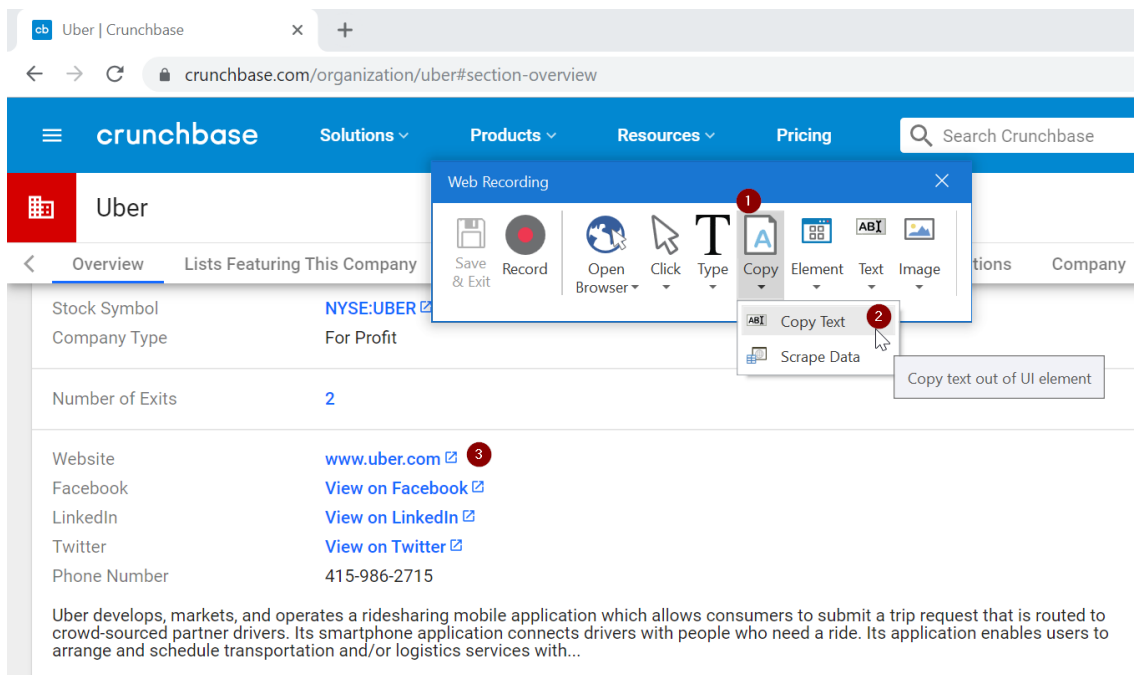 cb Uber | Crunchbase
crunchbase.com/organization/uber#section-overview
crunchbase Solutions Products Resources Pricing Search Crunchbase
Web Recording
1
Uber
Save & Exit
Record
Open Browser
Click
Type
A
Copy
Element
ABI
Text
Image
Overview Lists Featuring This Company
tions Company
Stock Symbol NYSE:UBER
Company Type For Profit
ABI Copy Text 2
Scrape Data
Copy text out of UI element
Number of Exits 2
Website www.uber.com 3
Facebook View on Facebook
LinkedIn View on LinkedIn
Twitter View on Twitter
Phone Number 415-986-2715
Uber develops, markets, and operates a ridesharing mobile application which allows consumers to submit a trip request that is routed to
crowd-sourced partner drivers. Its smartphone application connects drivers with people who need a ride. Its application enables users to
arrange and schedule transportation and/or logistics services with...